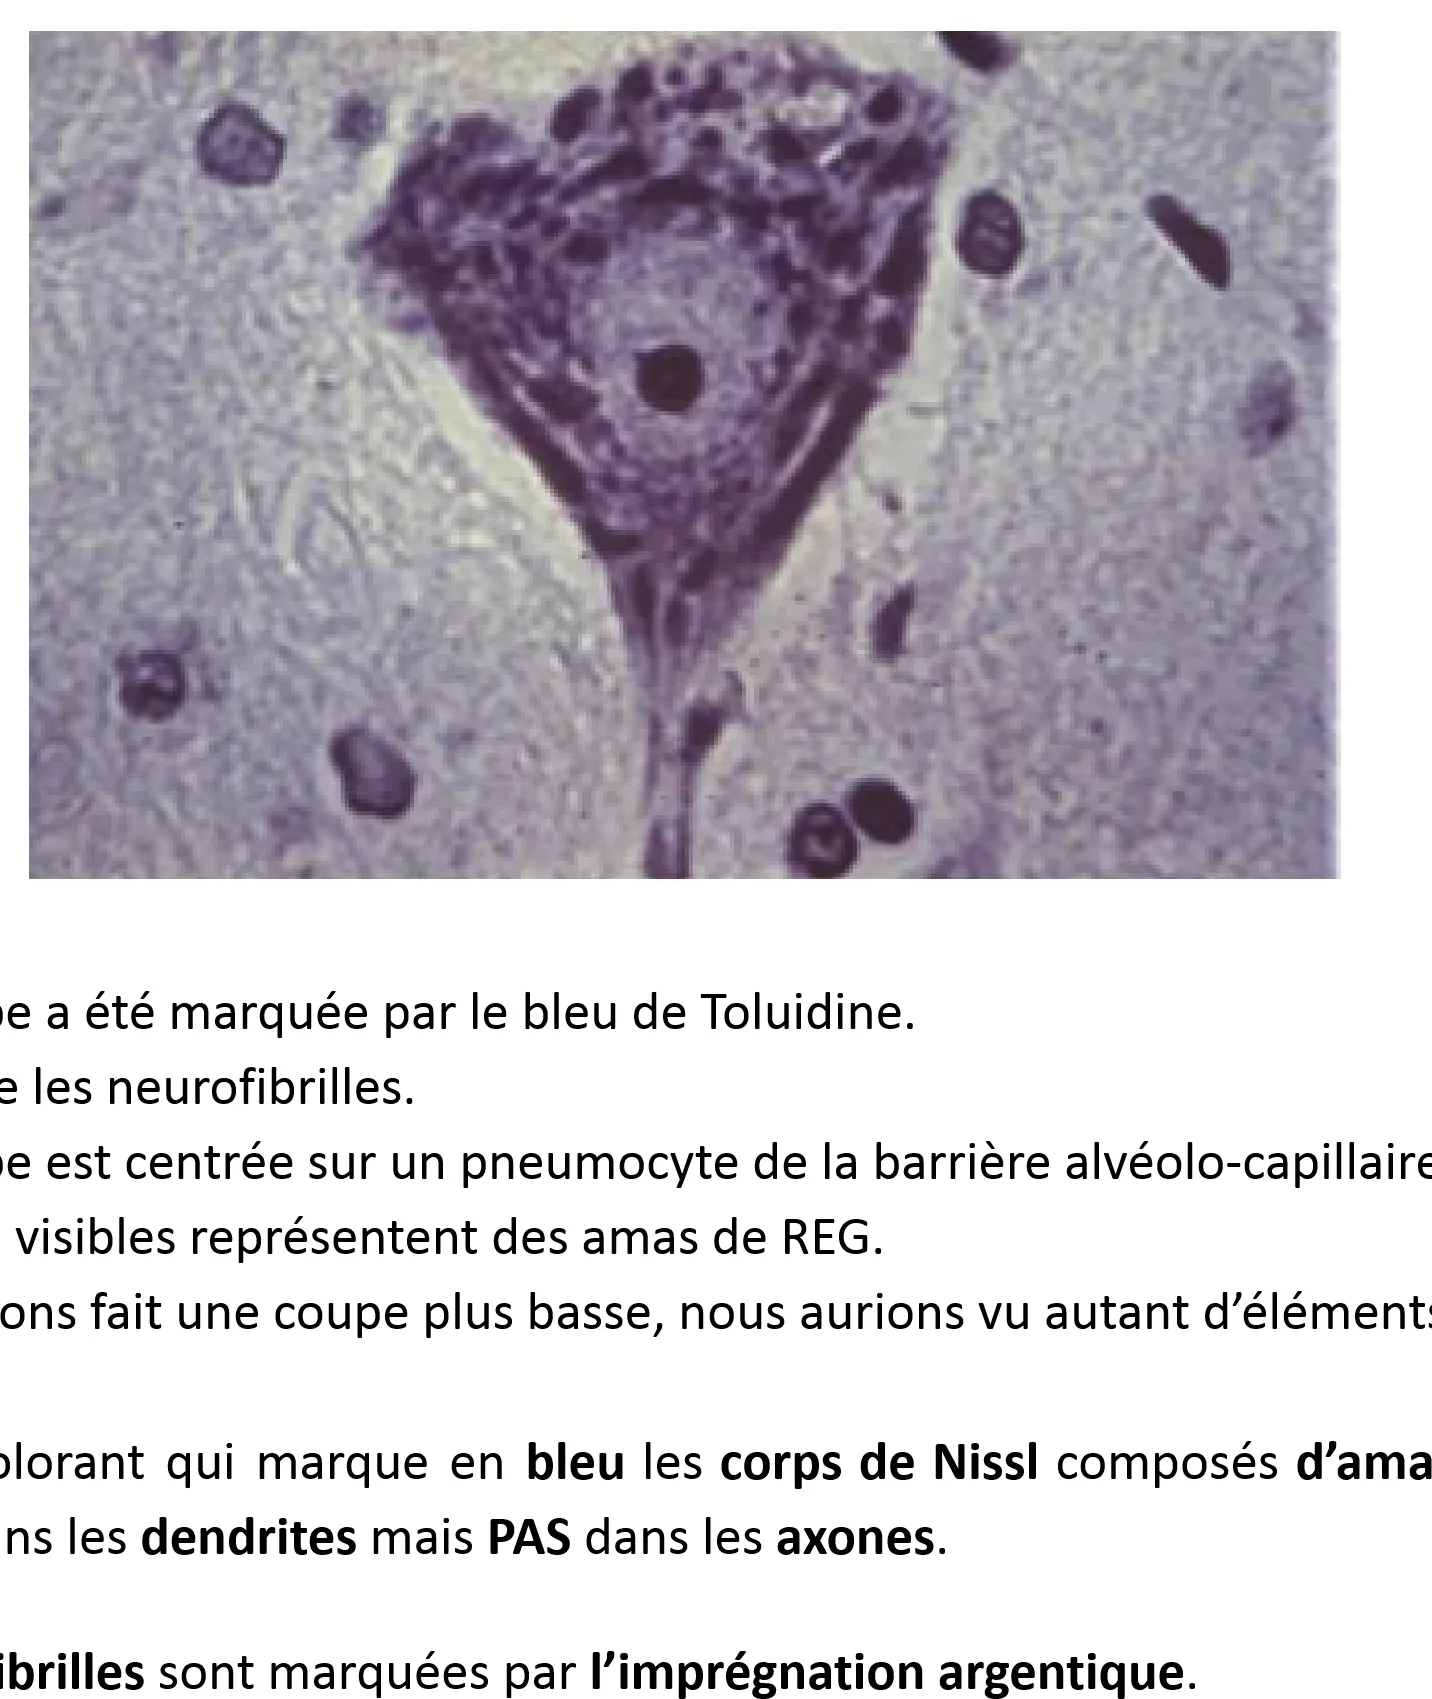 e a été marquée par le bleu de Toluidine.
e les neurofibrilles.
e est centrée sur un pneumocyte de la barrière alvéolo-capillaire
visibles représentent des amas de REG.
ons fait une coupe plus basse, nous aurions vu autant d’éléments
olorant qui marque en bleu les corps de Nissl composés d’ama
ns les dendrites mais PAS dans les axones.
ibrilles sont marquées par l’imprégnation argentique.